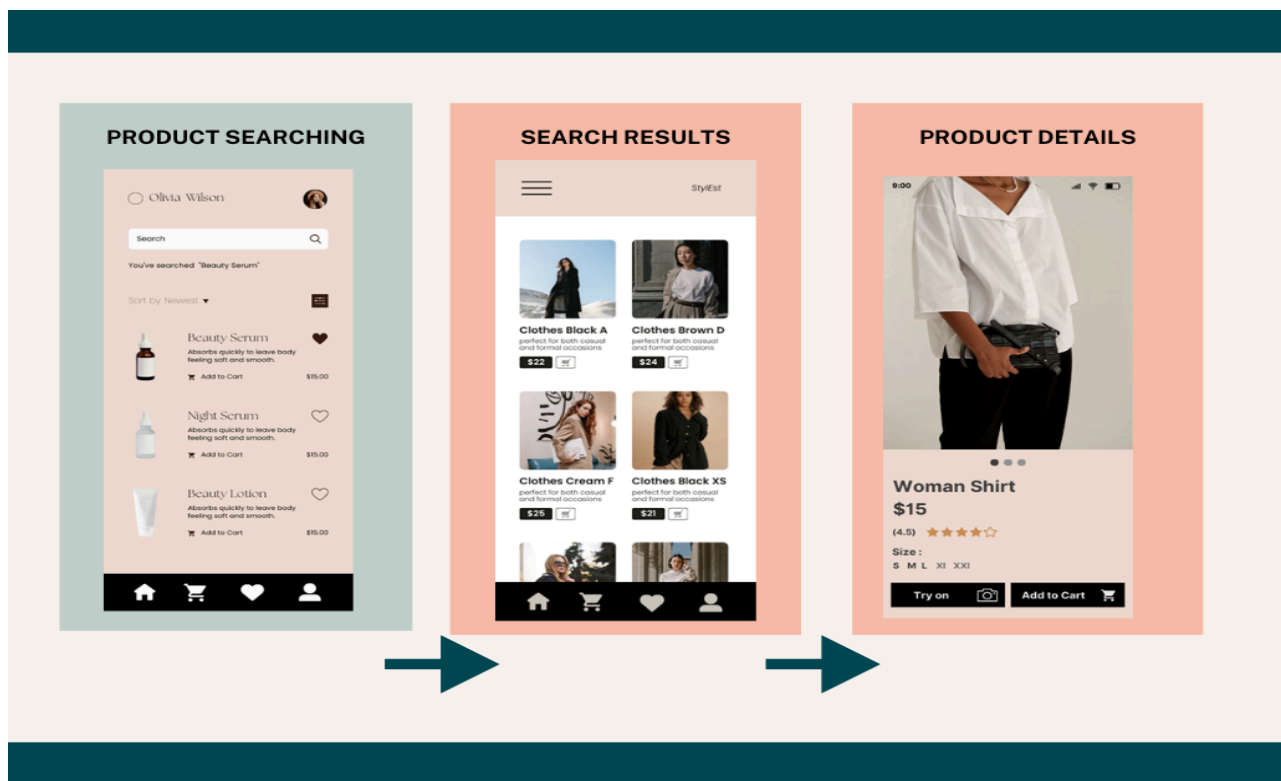 PRODUCT SEARCHING
Olivia Wilson
Search
You've searched "Beauty Serum"
Sort by Newest
Beauty Serum
Absorbs quickly to leave body
feeling soft and smooth.
Add to Cart $15.00
Night Serum
Absorbs quickly to leave body
feeling soft and smooth.
Add to Cart $15.00
Beauty Lotion
Absorbs quickly to leave body
feeling soft and smooth.
Add to Cart $15.00
SEARCH RESULTS
StylEst
Clothes Black A
perfect for both casual
and formal occasions
$22
Clothes Brown D
perfect for both casual
and formal occasions
$24
Clothes Cream F
perfect for both casual
and formal occasions
$25
Clothes Black XS
perfect for both casual
and formal occasions
$21
PRODUCT DETAILS
9:00
Woman Shirt
$15
(4.5)
Size :
S M L Xl XXl
Try on
Add to Cart